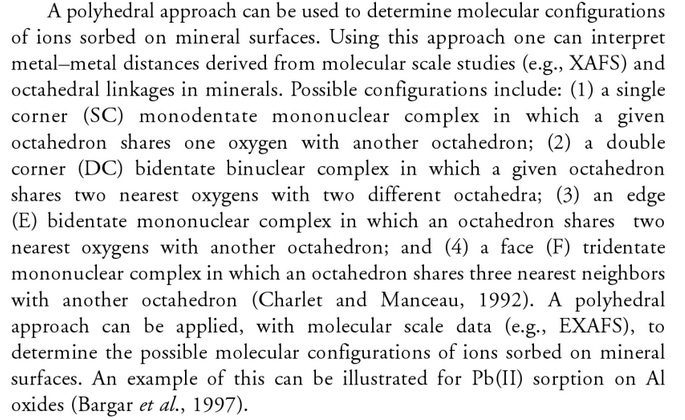 A polyhedral approach can be used to determine molecular configurations
of ions sorbed on mineral surfaces. Using this approach one can interpret
metal–metal distances derived from molecular scale studies (e.g., XAFS) and
octahedral linkages in minerals. Possible configurations include: (1) a single
corner (SC) monodentate mononuclear complex in which a given
octahedron shares one oxygen with another octahedron; (2) a double
corner (DC) bidentate binuclear complex in which a given octahedron
shares two nearest oxygens with two different octahedra; (3) an edge
(E) bidentate mononuclear complex in which an octahedron shares two
nearest oxygens with another octahedron; and (4) a face (F) tridentate
mononuclear complex in which an octahedron shares three nearest neighbors
with another octahedron (Charlet and Manceau, 1992). A polyhedral
approach can be applied, with molecular scale data (e.g., EXAFS), to
determine the possible molecular configurations of ions sorbed on mineral
surfaces. An example of this can be illustrated for Pb(II) sorption on Al
oxides (Bargar et al., 1997).